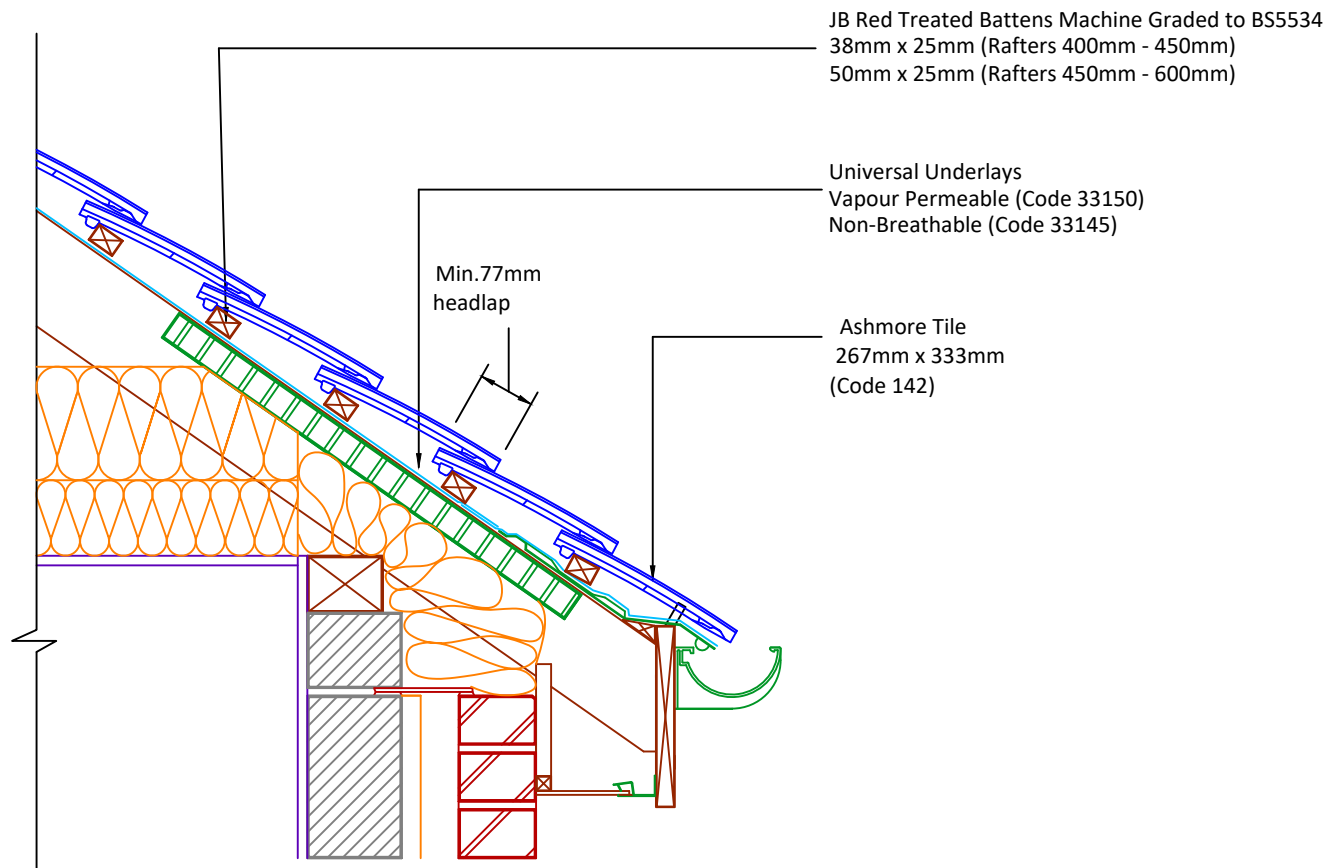 JB Red Treated Battens Machine Graded to BS5534
38mm x 25mm (Rafters 400mm - 450mm)
50mm x 25mm (Rafters 450mm - 600mm)
Universal Underlays
Vapour Permeable (Code 33150)
Non-Breathable (Code 33145)
Min.77mm
headlap
Ashmore Tile
267mm x 333mm
(Code 142)